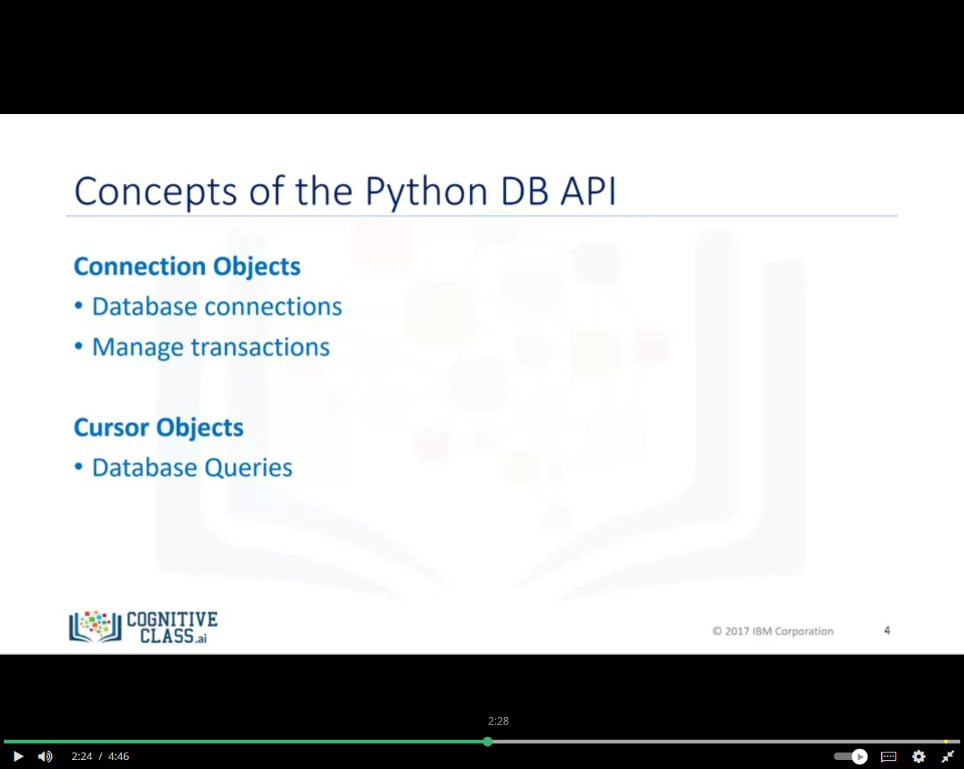 Concepts of the Python DB API
Connection Objects
• Database connections
• Manage transactions
Cursor Objects
• Database Queries
COGNITIVE
CLASS.ai
© 2017 IBM Corporation
4
2:28
2:24 / 4:46